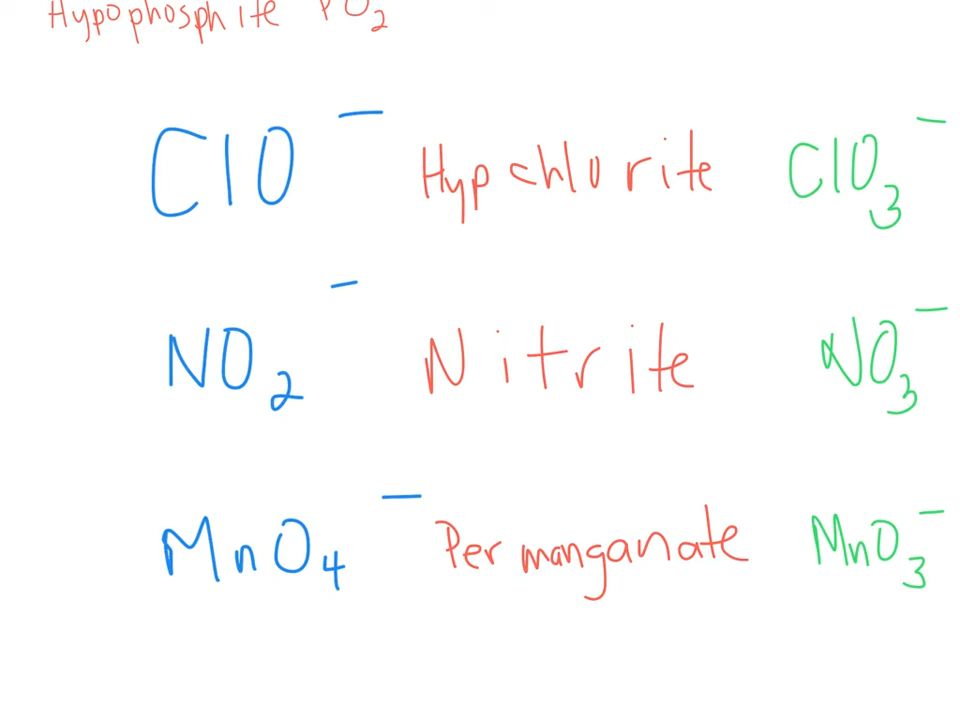 Hypophosphite PO₂
ClO⁻ Hypchlorite ClO₃⁻
NO₂⁻ Nitrite NO₃⁻
MnO₄⁻ Permanganate MnO₃⁻